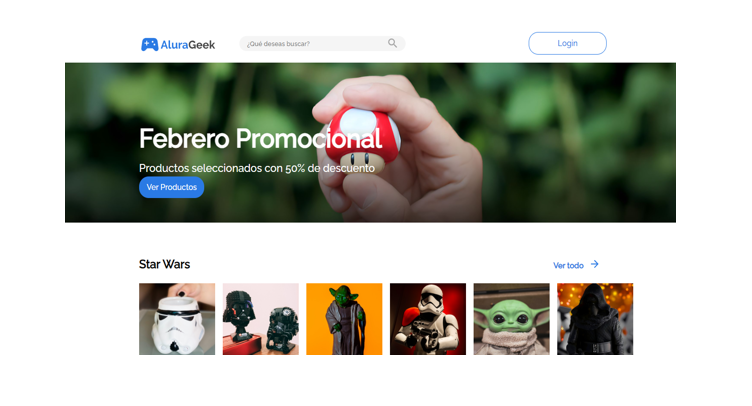 AluraGeek
¿Qué deseas buscar?
Login
Febrero Promocional
Productos seleccionados con 50% de descuento
Ver Productos
Star Wars
Ver todo